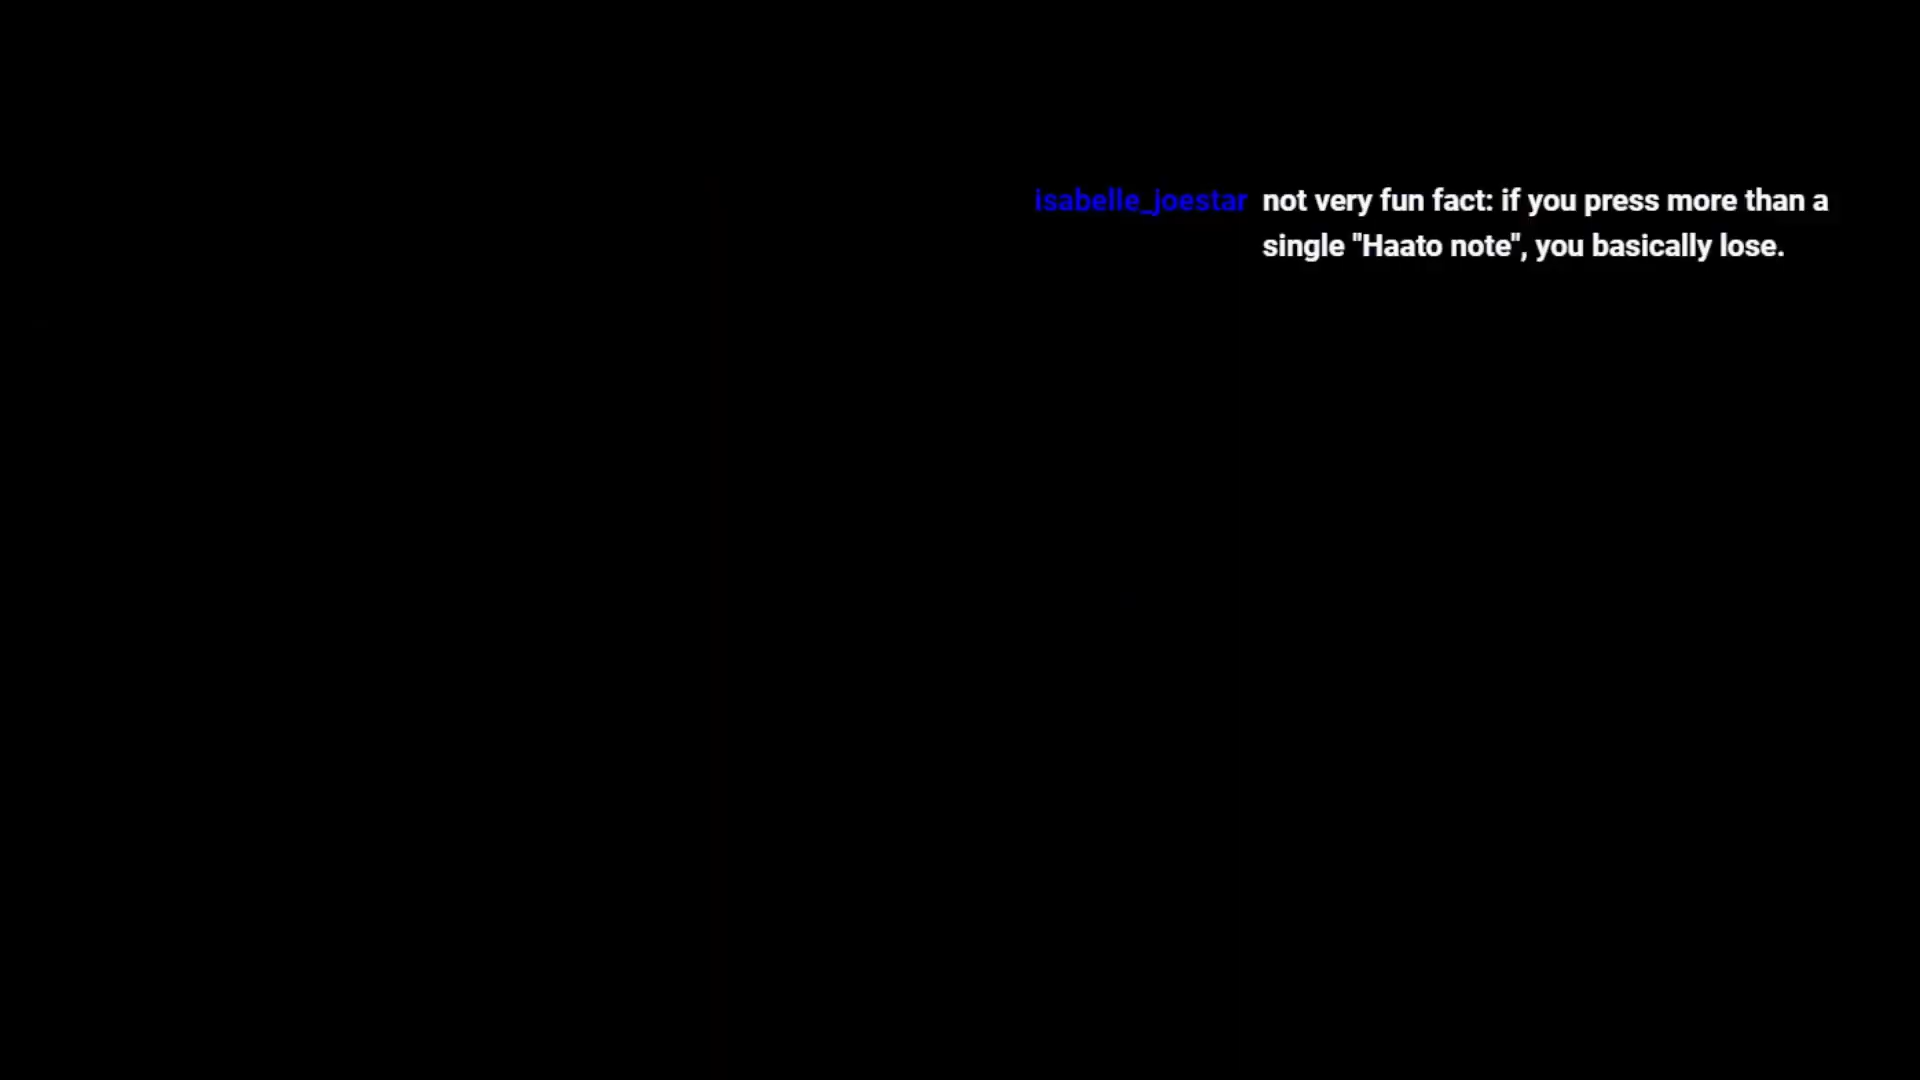 isabelle_joestar not very fun fact: if you press more than a
single "Haato note", you basically lose.